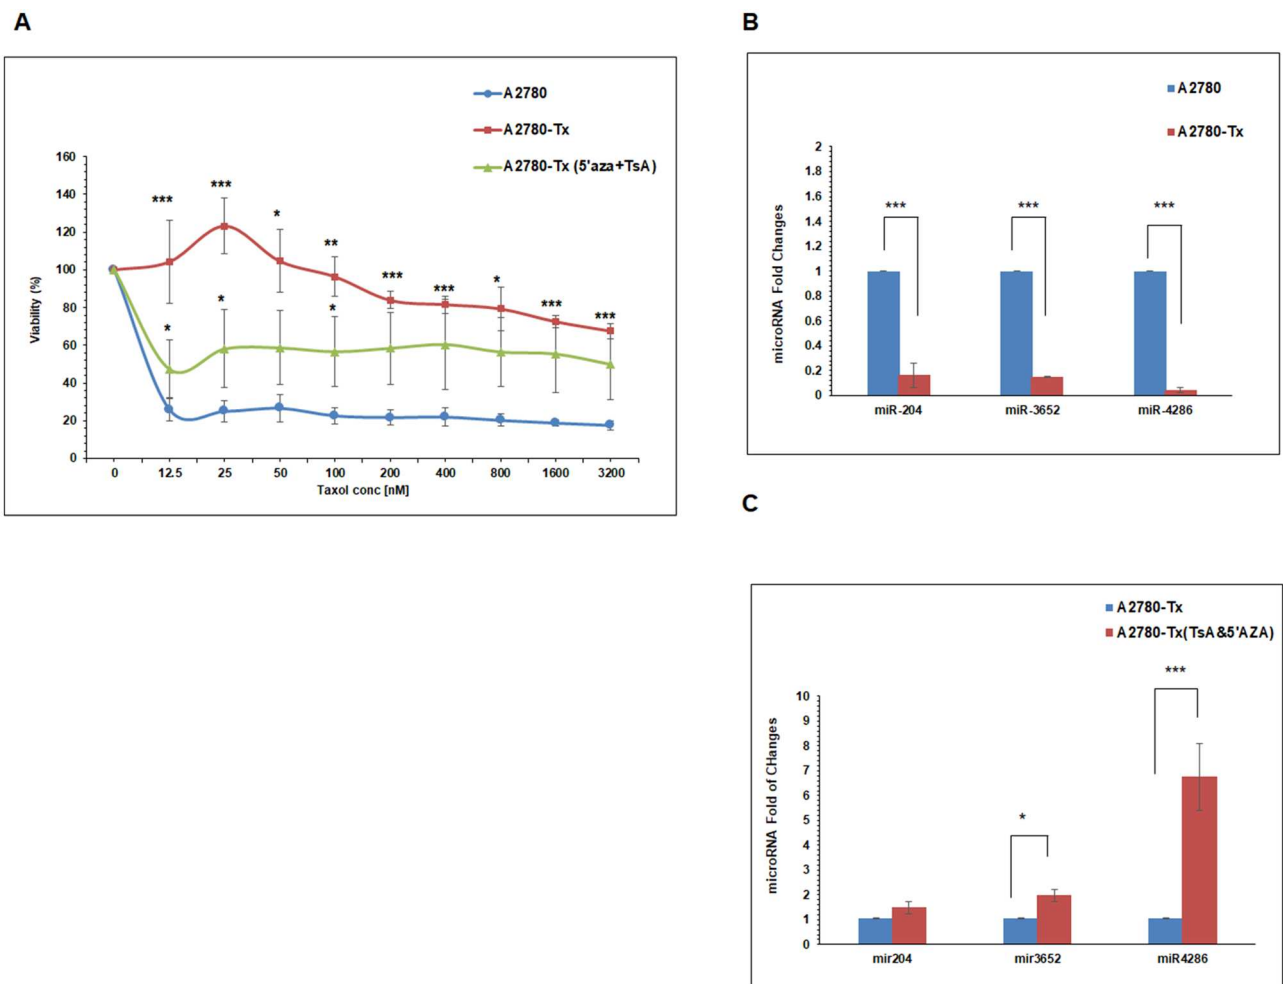 A
A2780
A2780-Tx
A2780-Tx (5'aza+TsA)
160
140
120
100
80
60
40
20
0
Viability (%)
***
***
*
**
***
***
*
***
***
*
*
*
0 12.5 25 50 100 200 400 800 1600 3200
Taxol conc [nM]
B
A2780
A2780-Tx
2
1.8
1.6
1.4
1.2
1
0.8
0.6
0.4
0.2
0
microRNA Fold Changes
*** *** ***
miR-204 miR-3652 miR-4286
C
A2780-Tx
A2780-Tx(TsA&5'AZA)
10
9
8
7
6
5
4
3
2
1
0
microRNA Fold of CHanges
***
*
mir204 mir3652 miR4286